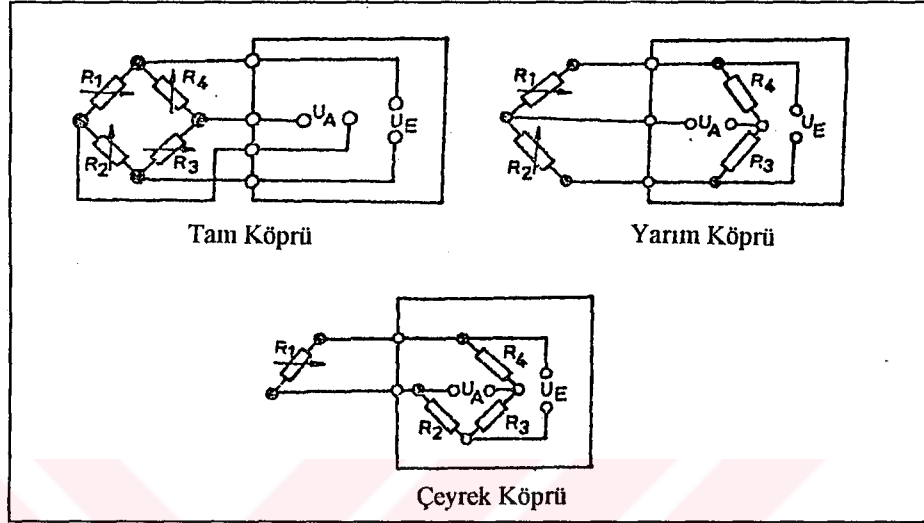 R1
R4
R2
R3
UA
UE
Tam Köprü
R1
R4
R2
R3
UA
UE
Yarım Köprü
R1
R4
R2
R3
UA
UE
Çeyrek Köprü